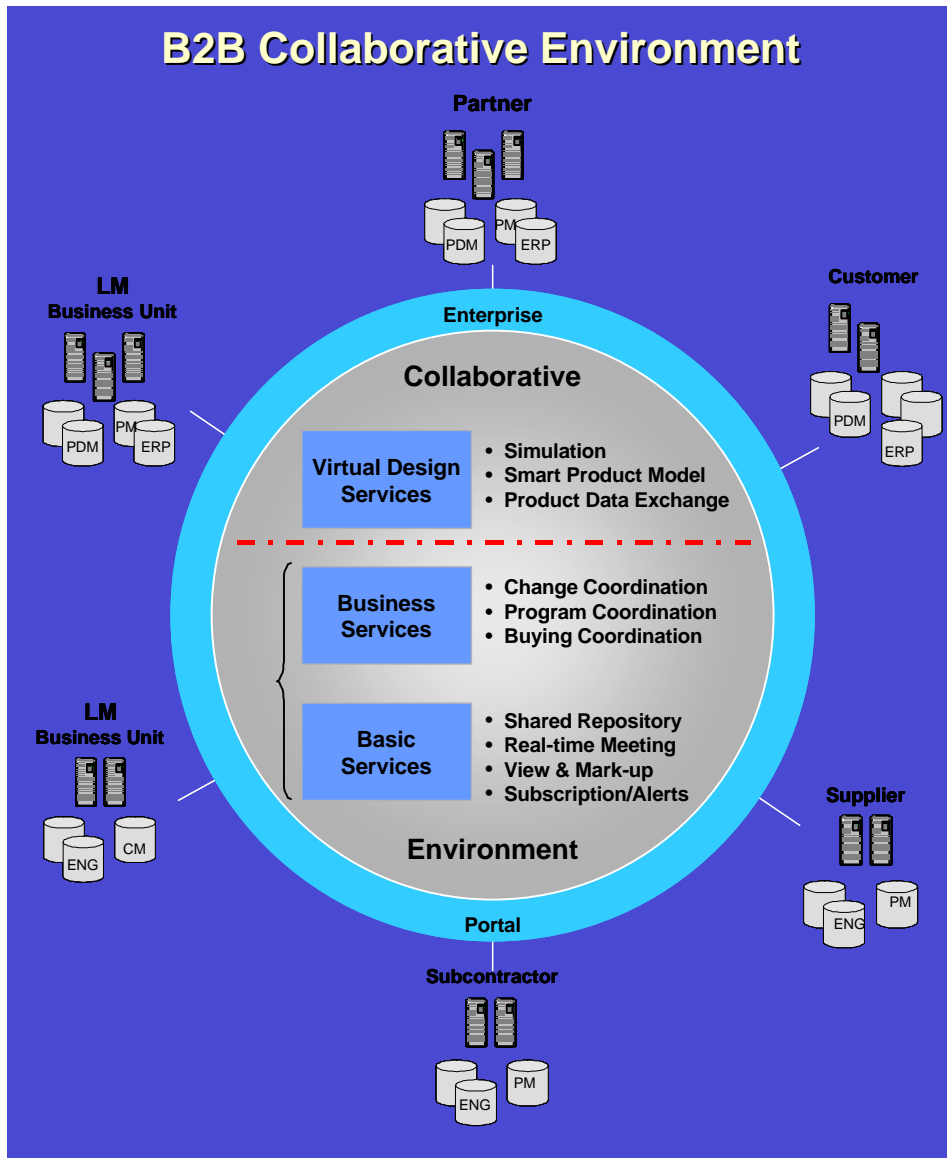 B2B Collaborative Environment
Partner
PDM
PM
ERP
LM
Business Unit
PDM
PM
ERP
Customer
PDM
ERP
Enterprise
Collaborative
Virtual Design
Services
• Simulation
• Smart Product Model
• Product Data Exchange
Business
Services
• Change Coordination
• Program Coordination
• Buying Coordination
Basic
Services
• Shared Repository
• Real-time Meeting
• View & Mark-up
• Subscription/Alerts
Environment
Portal
LM
Business Unit
ENG
CM
Supplier
ENG
PM
Subcontractor
ENG
PM